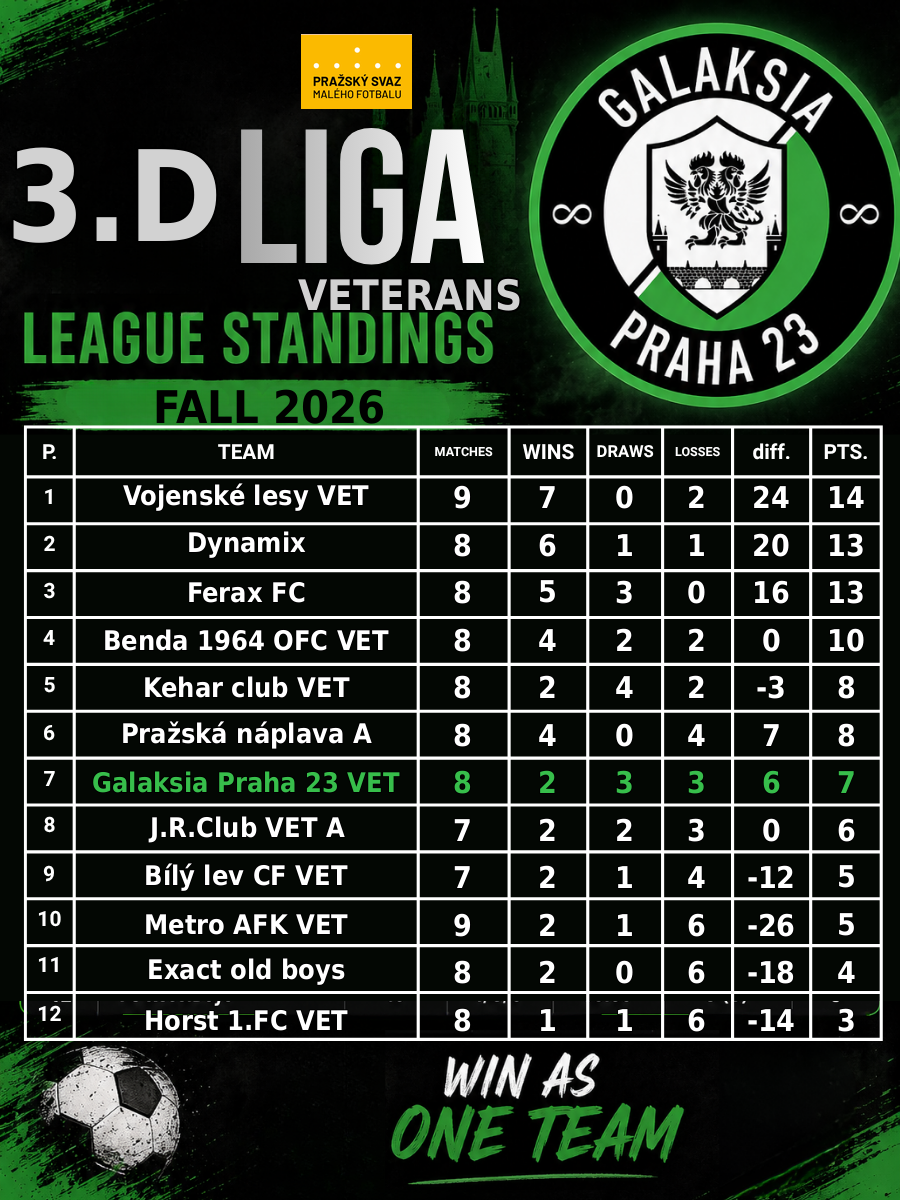 PRAŽSKÝ SVAZ
MALÉHO FOTBALU
3.D LIGA
VETERANS
LEAGUE STANDINGS
FALL 2026
GALAKSIA
8 8
PRAHA 23
P. TEAM MATCHES WINS DRAWS LOSSES diff. PTS.
1 Vojenské lesy VET 9 7 0 2 24 14
2 Dynamix 8 6 1 1 20 13
3 Ferax FC 8 5 3 0 16 13
4 Benda 1964 OFC VET 8 4 2 2 0 10
5 Kehar club VET 8 2 4 2 -3 8
6 Pražská náplava A 8 4 0 4 7 8
7 Galaksia Praha 23 VET 8 2 3 3 6 7
8 J.R.Club VET A 7 2 2 3 0 6
9 Bílý lev CF VET 7 2 1 4 -12 5
10 Metro AFK VET 9 2 1 6 -26 5
11 Exact old boys 8 2 0 6 -18 4
12 Horst 1.FC VET 8 1 1 6 -14 3
WIN AS
ONE TEAM